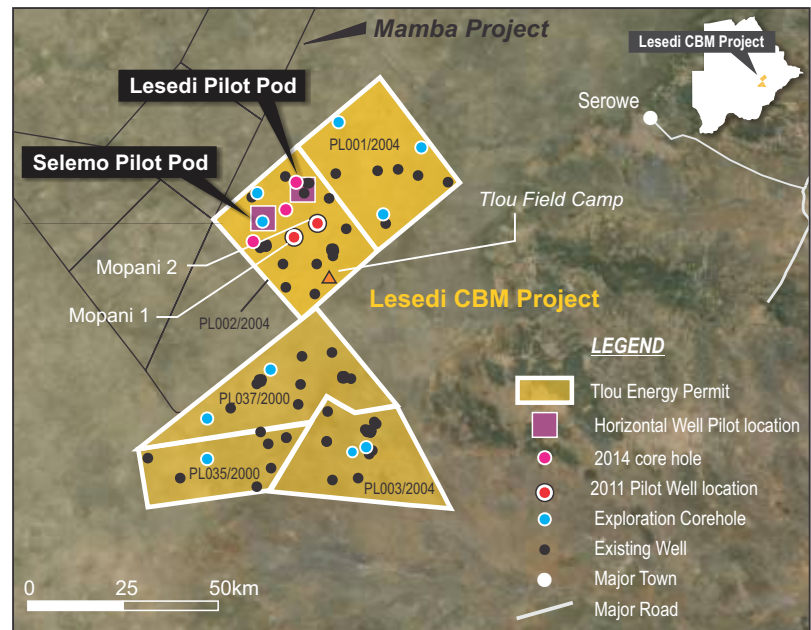 Mamba Project
Lesedi CBM Project
Serowe
Lesedi Pilot Pod
PL001/2004
Selemo Pilot Pod
Tlou Field Camp
Mopani 2
Mopani 1
Lesedi CBM Project
PL002/2004
PL037/2000
PL035/2000
PL003/2004
LEGEND
Tlou Energy Permit
Horizontal Well Pilot location
2014 core hole
2011 Pilot Well location
Exploration Corehole
Existing Well
Major Town
Major Road
0 25 50km